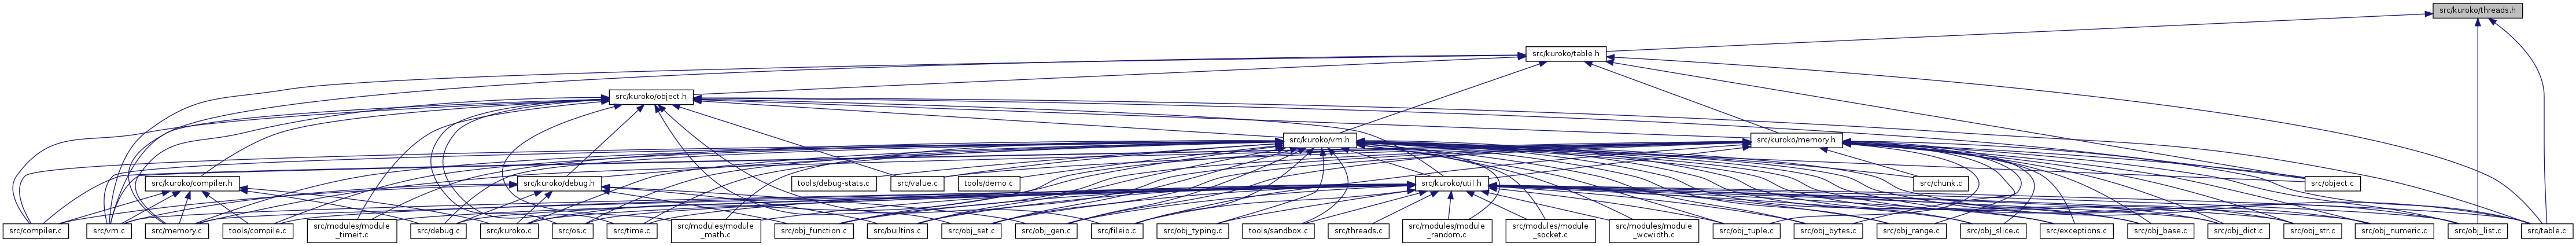 src/kuroko/threads.h
src/kuroko/table.h
src/kuroko/object.h
src/kuroko/vm.h
src/kuroko/memory.h
src/kuroko/compiler.h
src/kuroko/debug.h
tools/debug-stats.c
src/value.c
tools/demo.c
src/kuroko/util.h
src/chunk.c
src/object.c
src/compiler.c
src/vm.c
src/memory.c
tools/compile.c
src/modules/module
_timeit.c
src/debug.c
src/kuroko.c
src/os.c
src/time.c
src/modules/module
_math.c
src/obj_function.c
src/builtins.c
src/obj_set.c
src/obj_gen.c
src/fileio.c
src/obj_typing.c
tools/sandbox.c
src/threads.c
src/modules/module
_random.c
src/modules/module
_socket.c
src/modules/module
_wcwidth.c
src/obj_tuple.c
src/obj_bytes.c
src/obj_range.c
src/obj_slice.c
src/exceptions.c
src/obj_base.c
src/obj_dict.c
src/obj_str.c
src/obj_numeric.c
src/obj_list.c
src/table.c